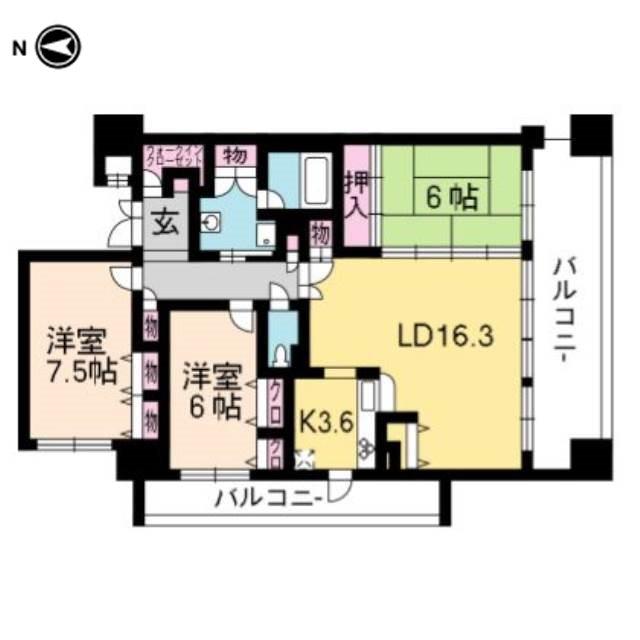 N
ウォークイン
クローゼット
物
押入
6帖
玄
物
バルコニー
洋室
7.5帖
物
物
物
洋室
6帖
クロ
クロ
LD16.3
K3.6
バルコニー